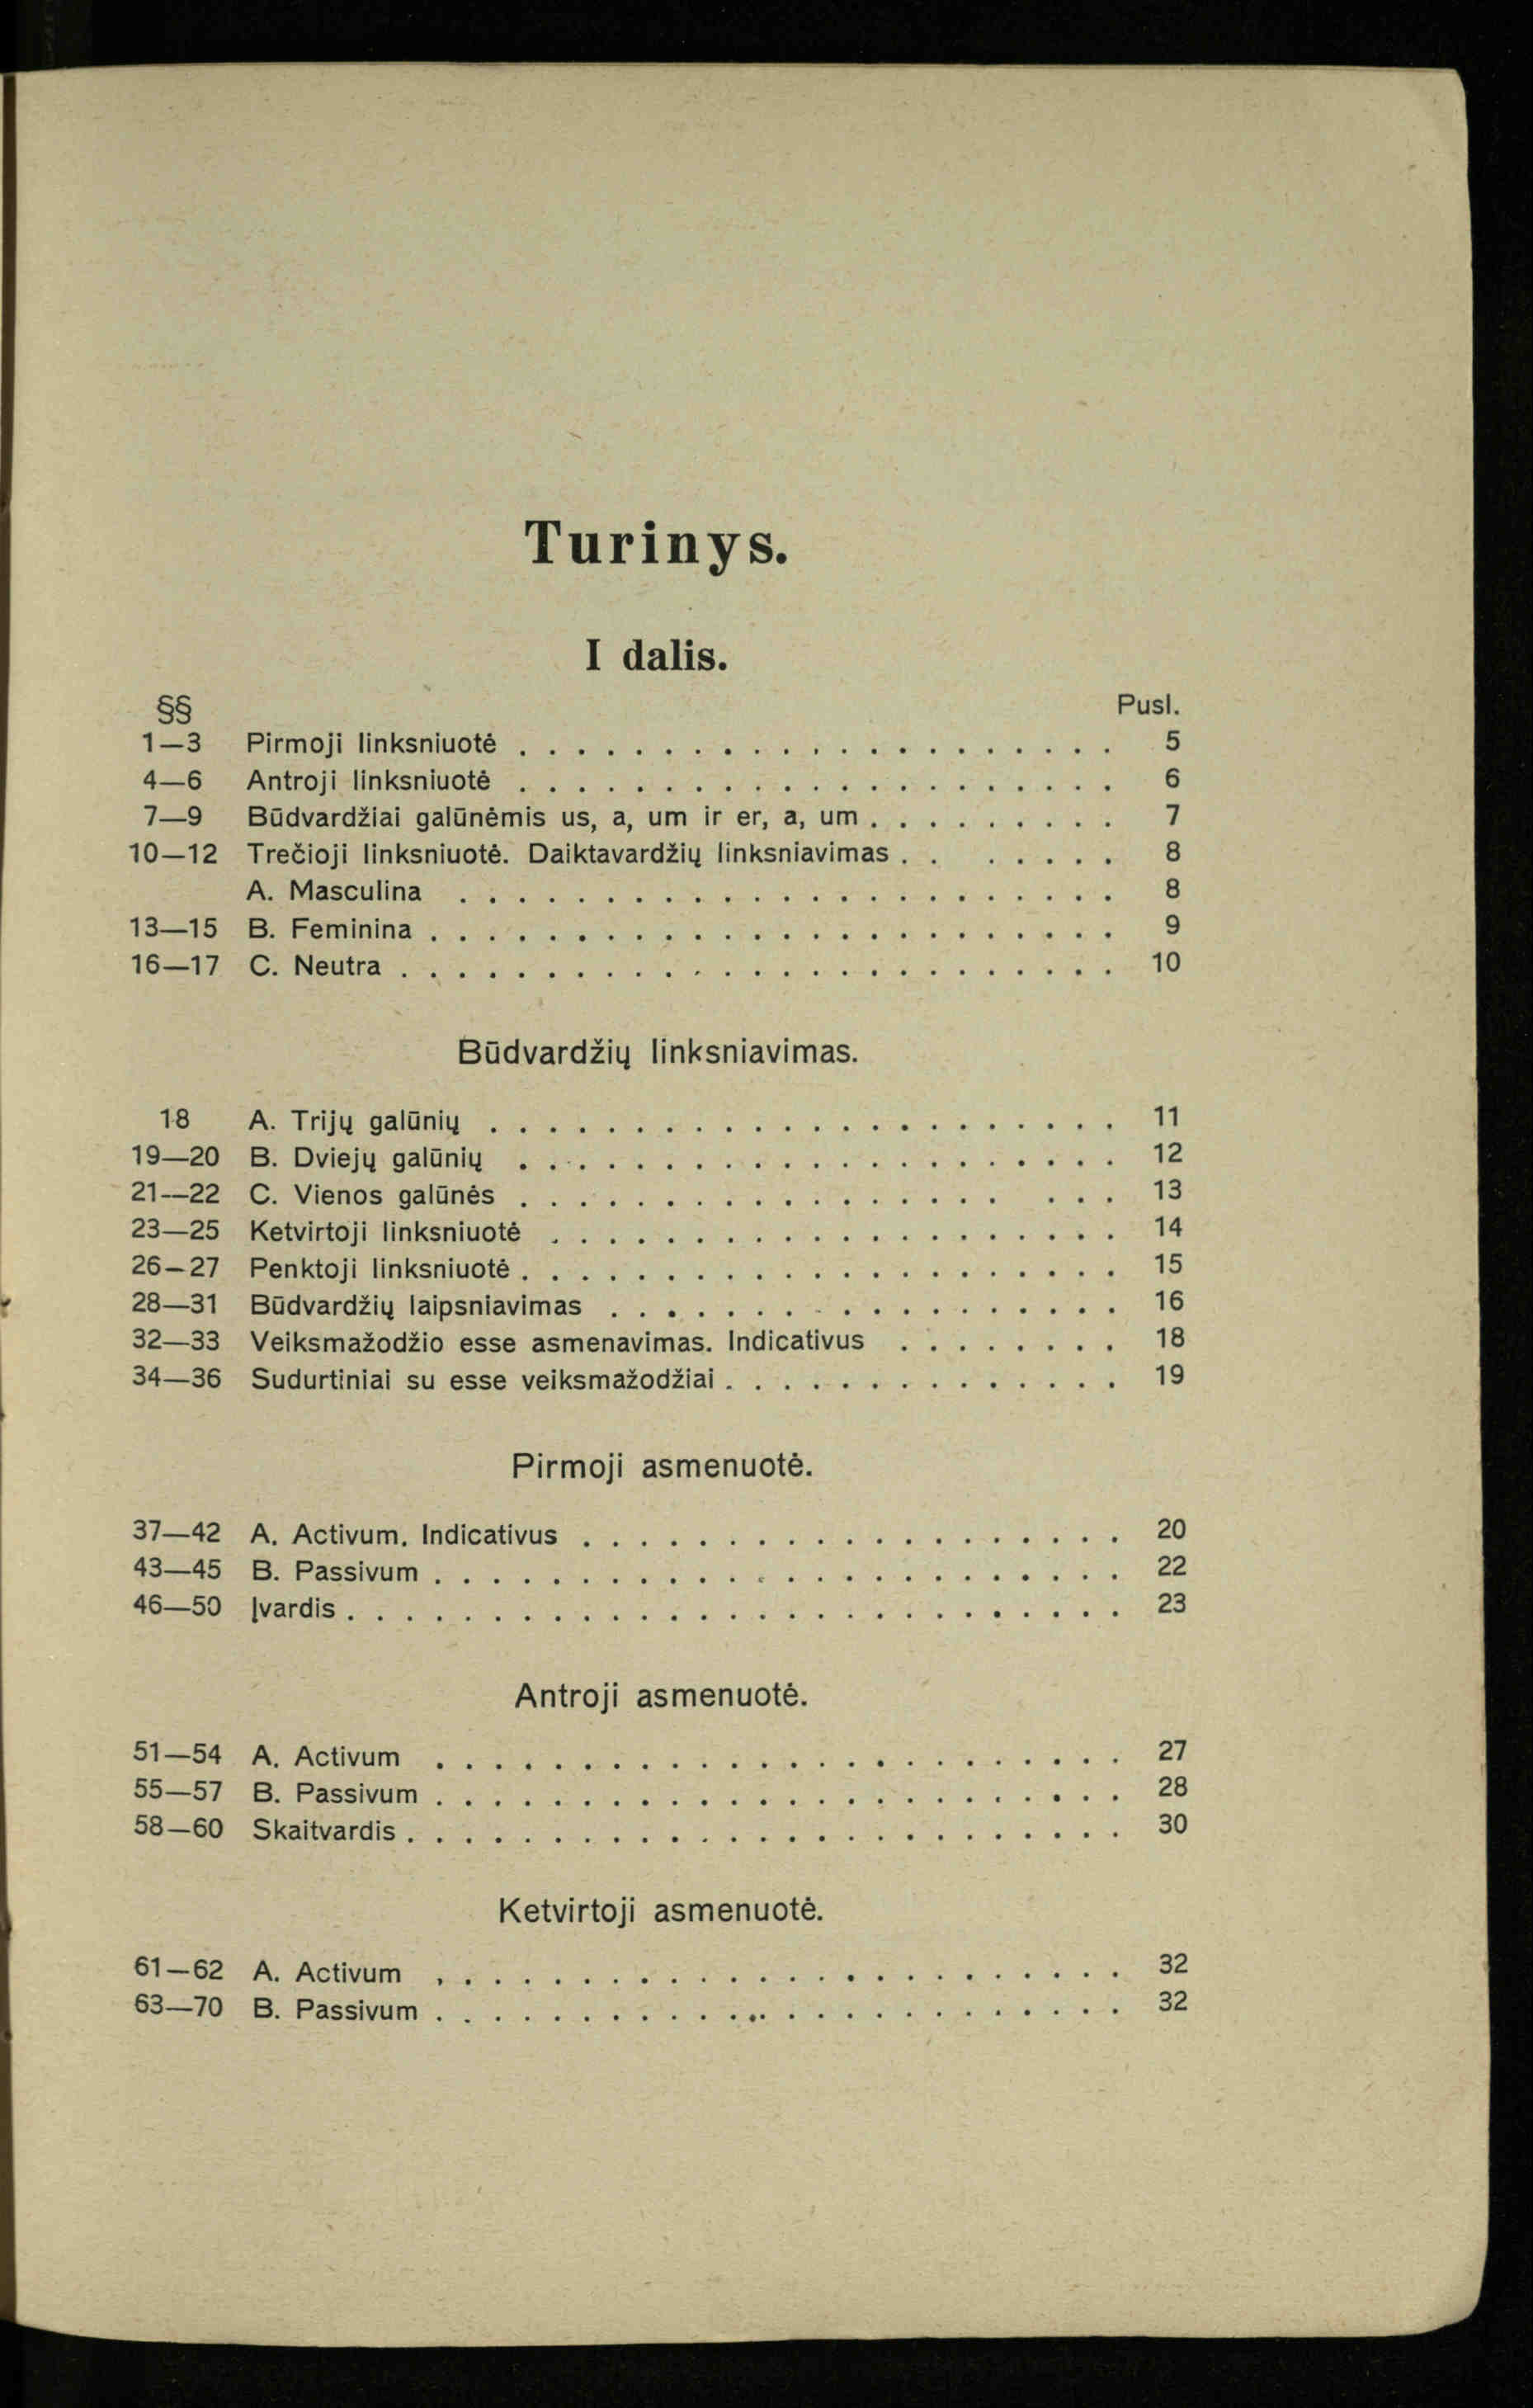 Turinys.
I dalis.
§§ Pusl.
1—3 Pirmoji linksniuotė . . . . . . . . . . . . . . . . . . . . . 5
4—6 Antroji linksniuotė . . . . . . . . . . . . . . . . . . . . . 6
7—9 Būdvardžiai galūnėmis us, a, um ir er, a, um . . . . . . . . . 7
10—12 Trečioji linksniuotė. Daiktavardžių linksniavimas . . . . . . . 8
A. Masculina . . . . . . . . . . . . . . . . . . . . . . . 8
13—15 B. Feminina . . . . . . . . . . . . . . . . . . . . . . . . 9
16—17 C. Neutra . . . . . . . . . . . . . . . . . . . . . . . . . 10
Būdvardžių linksniavimas.
18 A. Trijų galūnių . . . . . . . . . . . . . . . . . . . . . . 11
19—20 B. Dviejų galūnių . . . . . . . . . . . . . . . . . . . . . 12
21—22 C. Vienos galūnės . . . . . . . . . . . . . . . . . . . . 13
23—25 Ketvirtoji linksniuotė . . . . . . . . . . . . . . . . . . . . 14
26—27 Penktoji linksniuotė . . . . . . . . . . . . . . . . . . . . . 15
28—31 Būdvardžių laipsniavimas . . . . . . . . . . . . . . . . . . 16
32—33 Veiksmažodžio esse asmenavimas. Indicativus . . . . . . . . 18
34—36 Sudurtiniai su esse veiksmažodžiai . . . . . . . . . . . . . . 19
Pirmoji asmenuotė.
37—42 A. Activum. Indicativus . . . . . . . . . . . . . . . . . . . 20
43—45 B. Passivum . . . . . . . . . . . . . . . . . . . . . . . . 22
46—50 Įvardis . . . . . . . . . . . . . . . . . . . . . . . . . . . 23
Antroji asmenuotė.
51—54 A. Activum . . . . . . . . . . . . . . . . . . . . . . . . 27
55—57 B. Passivum . . . . . . . . . . . . . . . . . . . . . . . . 28
58—60 Skaitvardis . . . . . . . . . . . . . . . . . . . . . . . . . 30
Ketvirtoji asmenuotė.
61—62 A. Activum . . . . . . . . . . . . . . . . . . . . . . . . 32
63—70 B. Passivum . . . . . . . . . . . . . . . . . . . . . . . . 32